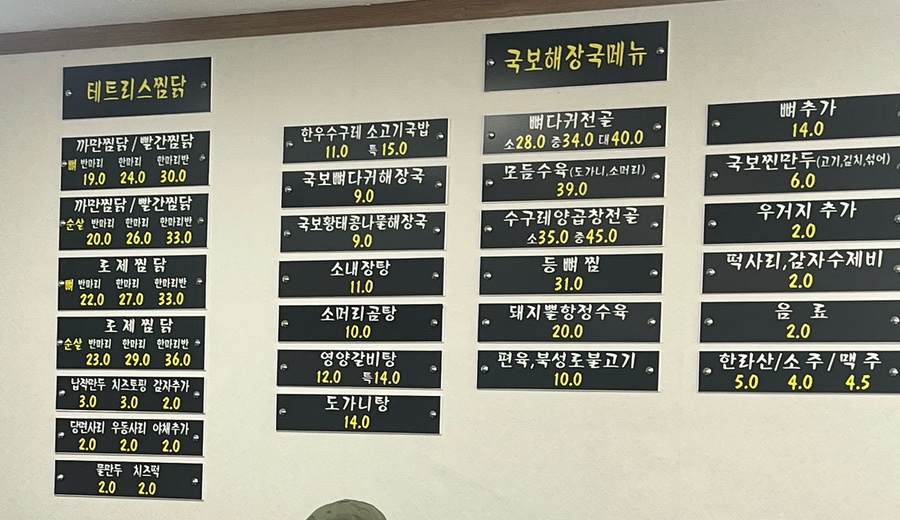 테트리스찜닭
까만찜닭/빨간찜닭
뼈 반마리 한마리 한마리반
19.0 24.0 30.0
까만찜닭/빨간찜닭
순살 반마리 한마리 한마리반
20.0 26.0 33.0
로제찜닭
뼈 반마리 한마리 한마리반
22.0 27.0 33.0
로제찜닭
순살 반마리 한마리 한마리반
23.0 29.0 36.0
납작만두 치즈토핑 감자추가
3.0 3.0 2.0
당면사리 우동사리 야채추가
2.0 2.0 2.0
물만두 치즈떡
2.0 2.0
국보해장국메뉴
한우수구레 소고기국밥
11.0 특15.0
국보뼈다귀해장국
9.0
국보황태콩나물해장국
9.0
소내장탕
11.0
소머리곰탕
10.0
영양갈비탕
12.0 특14.0
도가니탕
14.0
뼈다귀전골
소28.0 중34.0 대40.0
모듬수육(도가니,소머리)
39.0
수구레양곱창전골
소35.0 중45.0
등뼈찜
31.0
돼지뽈항정수육
20.0
편육,북성로불고기
10.0
뼈추가
14.0
국보찐만두(고기,김치,섞어)
6.0
우거지 추가
2.0
떡사리,감자수제비
2.0
음료
2.0
한라산/소주/맥주
5.0 4.0 4.5